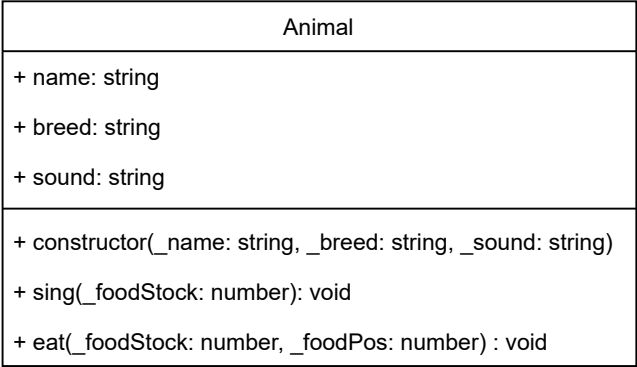 Animal
+ name: string
+ breed: string
+ sound: string
+ constructor(_name: string, _breed: string, _sound: string)
+ sing(_foodStock: number): void
+ eat(_foodStock: number, _foodPos: number) : void